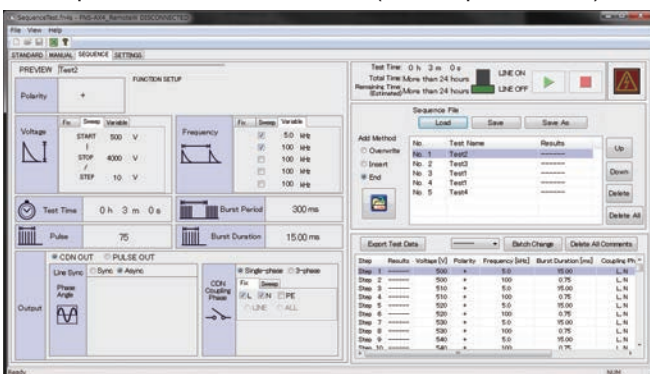 SequenceTest.fnsx - FNS-AX4_Remote# DISCONNECTED
File View Help
STANDARD MANUAL SEQUENCE SETTINGS
PREVIEW Test2
FUNCTION SETUP
Polarity +
Voltage
Fix Sweep Variable
START 500 V
STOP 4000 V
STEP 10 V
Frequency
Fix Sweep Variable
5.0 kHz
100 kHz
100 kHz
100 kHz
100 kHz
Test Time 0 h 3 m 0 s
Burst Period 300 ms
Pulse 75
Burst Duration 15.00 ms
Output
CDN OUT PULSE OUT
Line Sync Sync Async
Phase Angle
CDN Coupling Phase
Single-phase 3-phase
Fix Sweep
L N PE
LINE ALL
Test Time: 0 h 3 m 0 s
Total Time: More than 24 hours
Remaining Time: More than 24 hours
(Estimated)
LINE ON
LINE OFF
Sequence File
Load Save Save As
Add Method
Overwrite
Insert
End
No. Test Name Results
No. 1 Test2 -------
No. 2 Test3 -------
No. 3 Test1 -------
No. 4 Test1 -------
No. 5 Test4 -------
Up
Down
Delete
Delete All
Export Test Data ------- Batch Change Delete All Comments
Step Results Voltage [V] Polarity Frequency [kHz] Burst Duration [ms] Coupling Ph
Step 1 ------- 500 + 5.0 15.00 L, N
Step 2 ------- 500 + 100 0.75 L, N
Step 3 ------- 510 + 5.0 15.00 L, N
Step 4 ------- 510 + 100 0.75 L, N
Step 5 ------- 520 + 5.0 15.00 L, N
Step 6 ------- 520 + 100 0.75 L, N
Step 7 ------- 530 + 5.0 15.00 L, N
Step 8 ------- 530 + 100 0.75 L, N
Step 9 ------- 540 + 5.0 15.00 L, N
Step 10 ------- 540 + 100 0.75 L, N
Ready
NUM